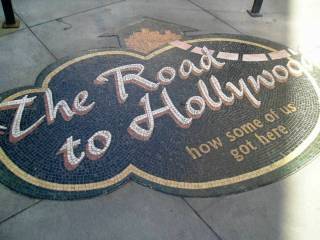 The Road
to Hollywood
how some of us
got here